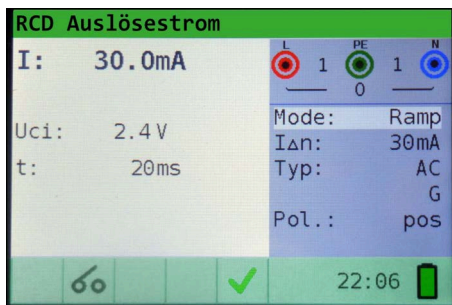 RCD Auslösestrom
I: 30.0mA
L PE N
1 1
0
Uci: 2.4V
t: 20ms
Mode: Ramp
IΔn: 30mA
Typ: AC
G
Pol.: pos
22:06